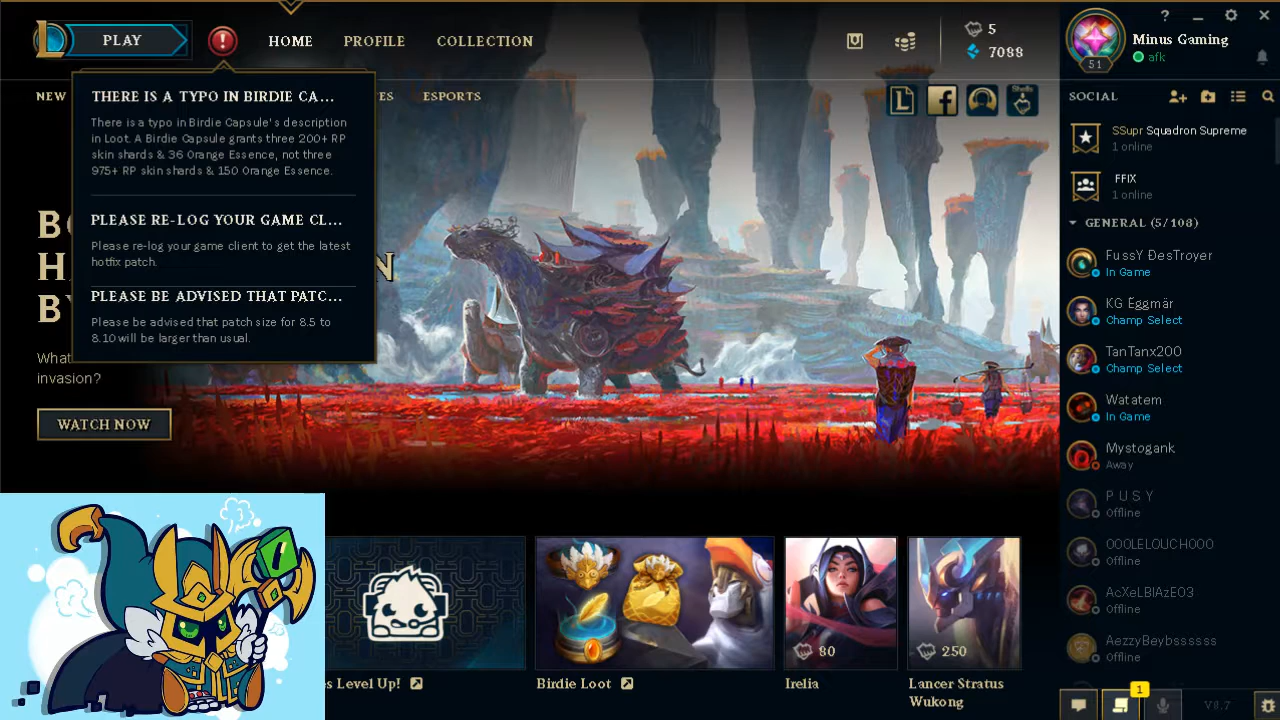 PLAY
HOME
PROFILE
COLLECTION
5
7088
51
Minus Gaming
afk
NEW
ES
ESPORTS
Shells
THERE IS A TYPO IN BIRDIE CA...
There is a typo in Birdie Capsule's description
in Loot. A Birdie Capsule grants three 200+ RP
skin shards & 36 Orange Essence, not three
975+ RP skin shards & 150 Orange Essence.
PLEASE RE-LOG YOUR GAME CL...
Please re-log your game client to get the latest
hotfix patch.
PLEASE BE ADVISED THAT PATC...
Please be advised that patch size for 8.5 to
8.10 will be larger than usual.
H
N
B
What
invasion?
WATCH NOW
s Level Up!
Birdie Loot
80
Irelia
250
Lancer Stratus
Wukong
SOCIAL
SSupr Squadron Supreme
1 online
FFIX
1 online
GENERAL (5/108)
FussY ĐesTroyer
In Game
KG Eggmär
Champ Select
TanTanx200
Champ Select
Watatem
In Game
Mystogank
Away
P U S Y
Offline
OOOLELOUCHOOO
Offline
AcXeLBlAzE03
Offline
AezzyBeybssssss
Offline
1
V8.7